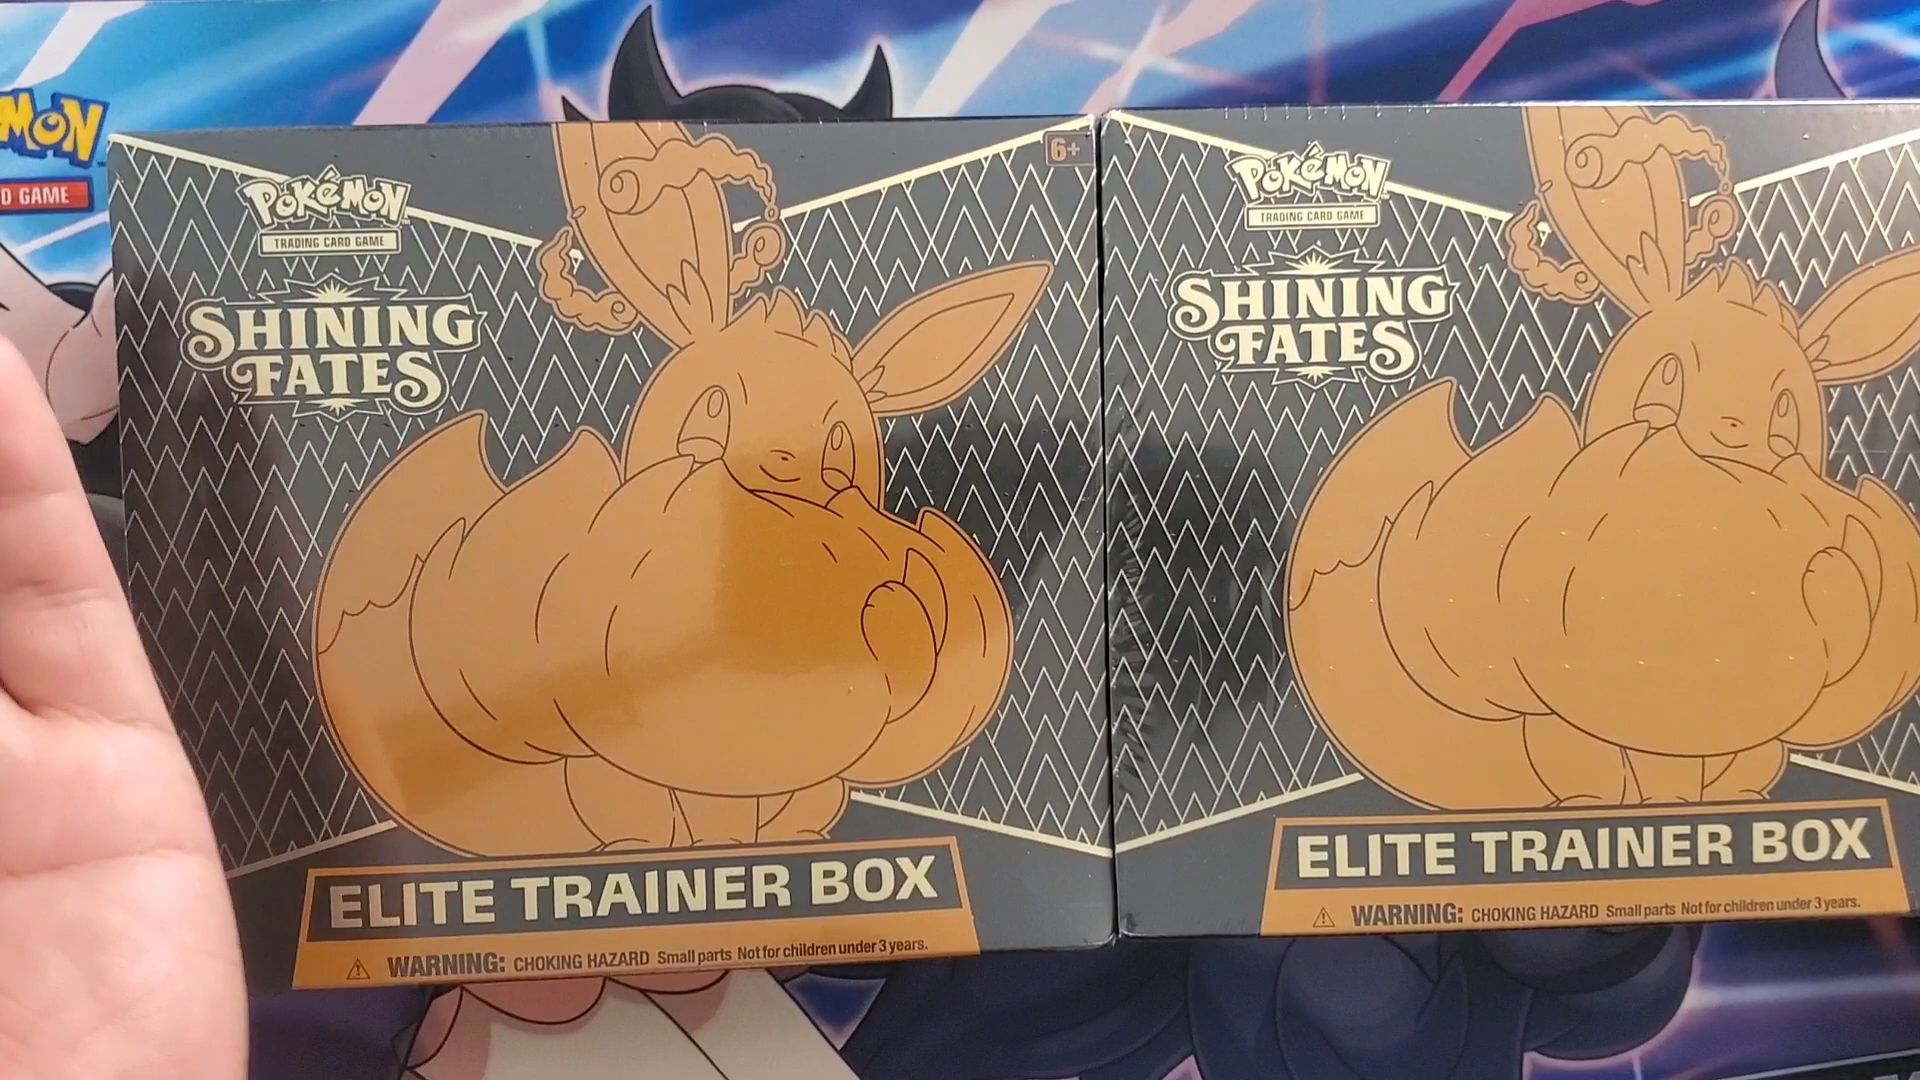 MON
D GAME
6+
POKéMON
TRADING CARD GAME
SHINING
FATES
ELITE TRAINER BOX
WARNING: CHOKING HAZARD Small parts Not for children under 3 years.
POKéMON
TRADING CARD GAME
SHINING
FATES
ELITE TRAINER BOX
WARNING: CHOKING HAZARD Small parts Not for children under 3 years.